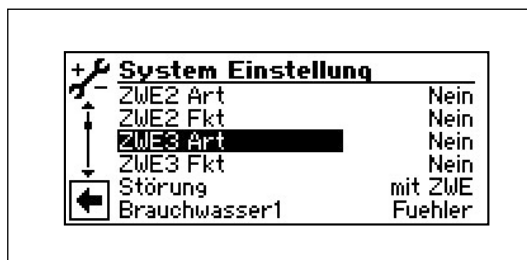 System Einstellung
ZWE2 Art Nein
ZWE2 Fkt Nein
ZWE3 Art Nein
ZWE3 Fkt Nein
Störung mit ZWE
Brauchwasser1 Fuehler